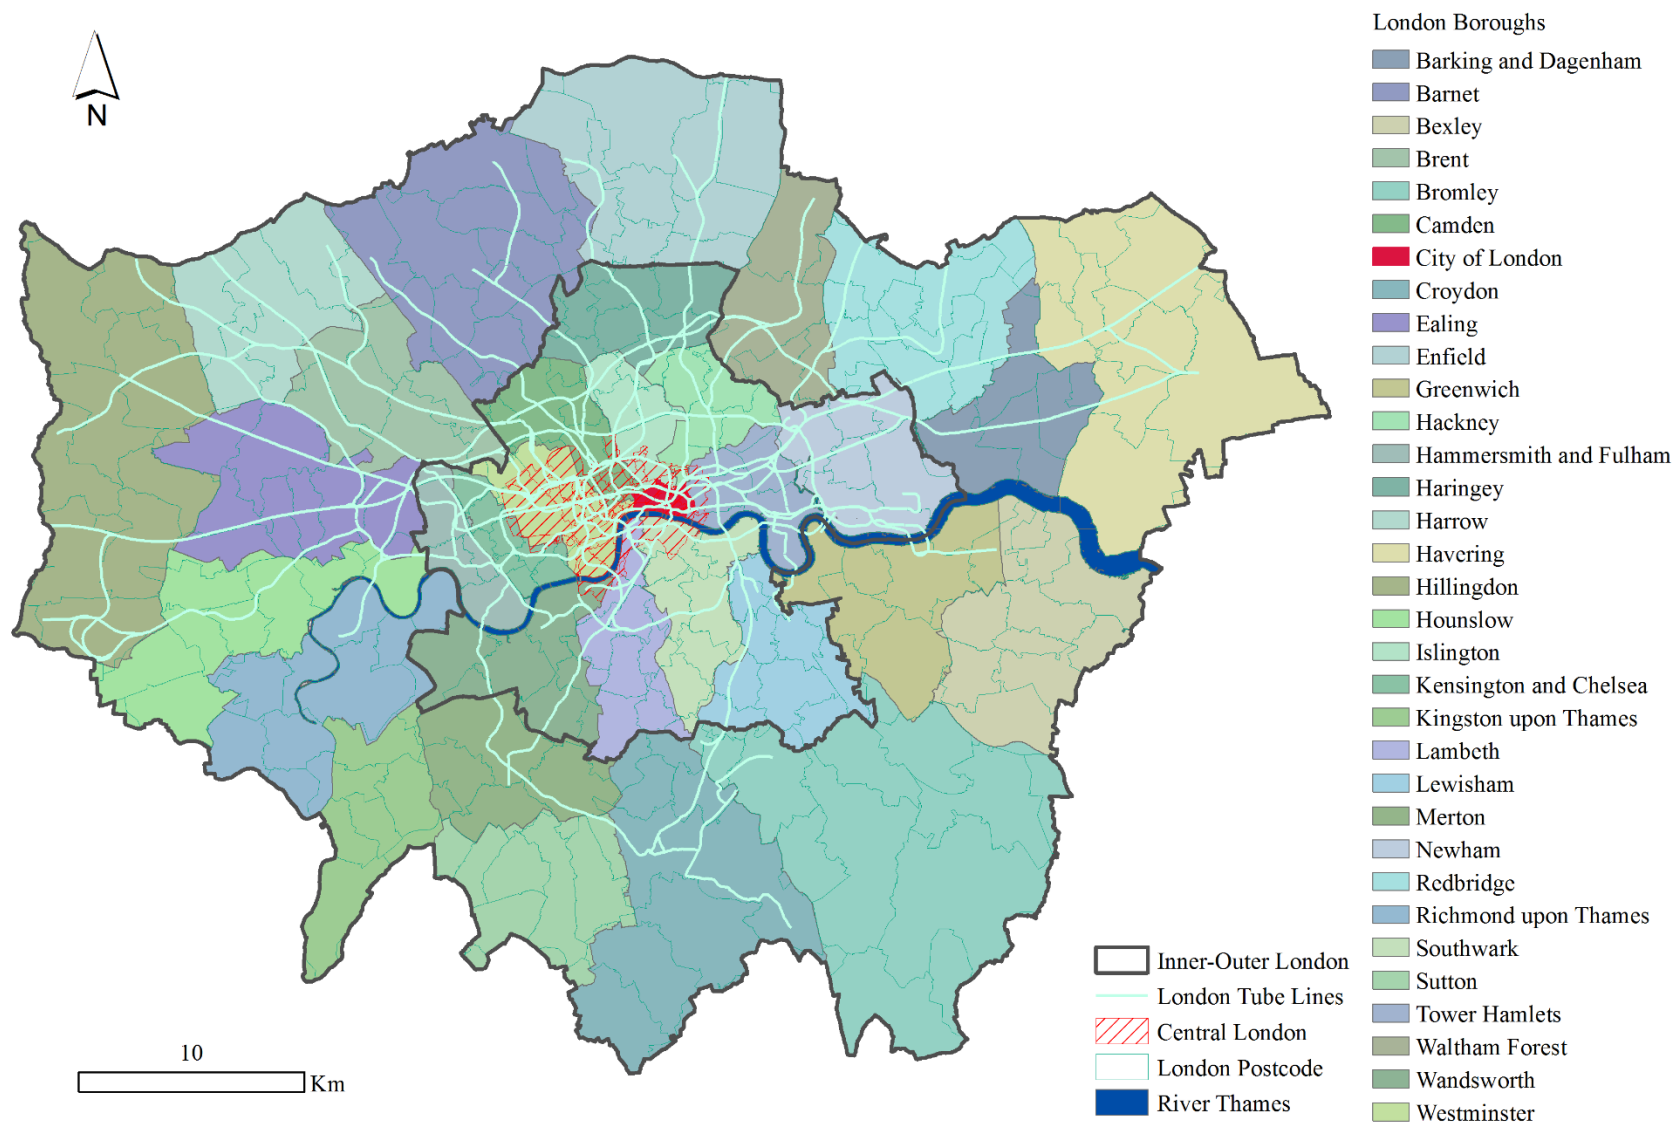 London Boroughs
Barking and Dagenham
Barnet
Bexley
Brent
Bromley
Camden
City of London
Croydon
Ealing
Enfield
Greenwich
Hackney
Hammersmith and Fulham
Haringey
Harrow
Havering
Hillingdon
Hounslow
Islington
Kensington and Chelsea
Kingston upon Thames
Lambeth
Lewisham
Merton
Newham
Redbridge
Richmond upon Thames
Southwark
Sutton
Tower Hamlets
Waltham Forest
Wandsworth
Westminster
N
Inner-Outer London
London Tube Lines
Central London
London Postcode
River Thames
10
Km